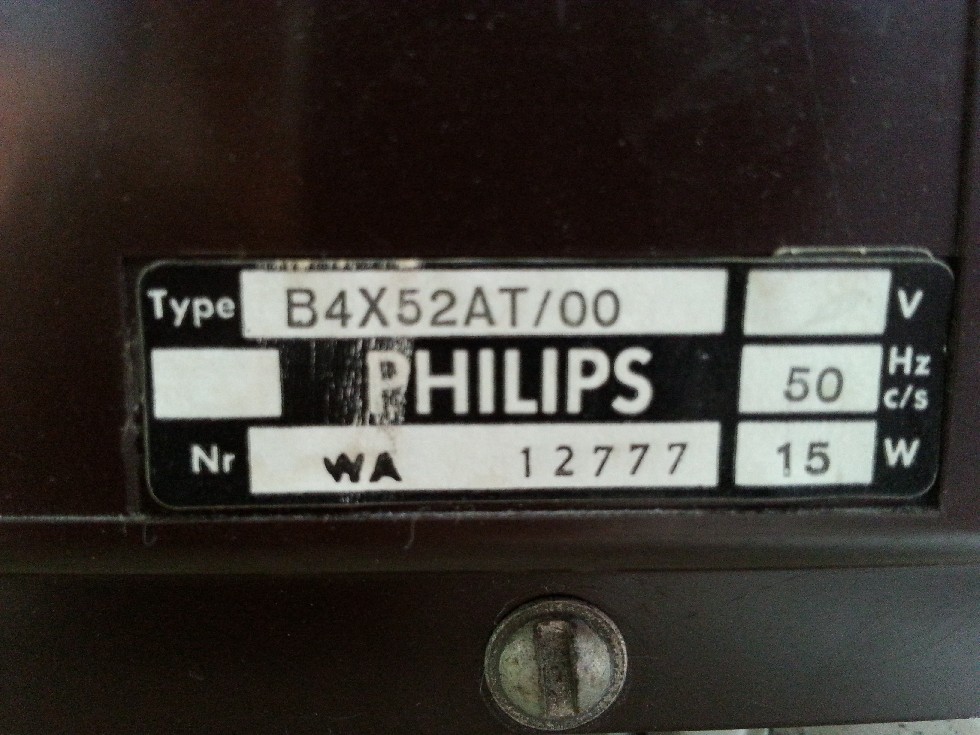 Type B4X52AT/00 V
PHILIPS 50 Hz c/s
Nr WA 12777 15 W